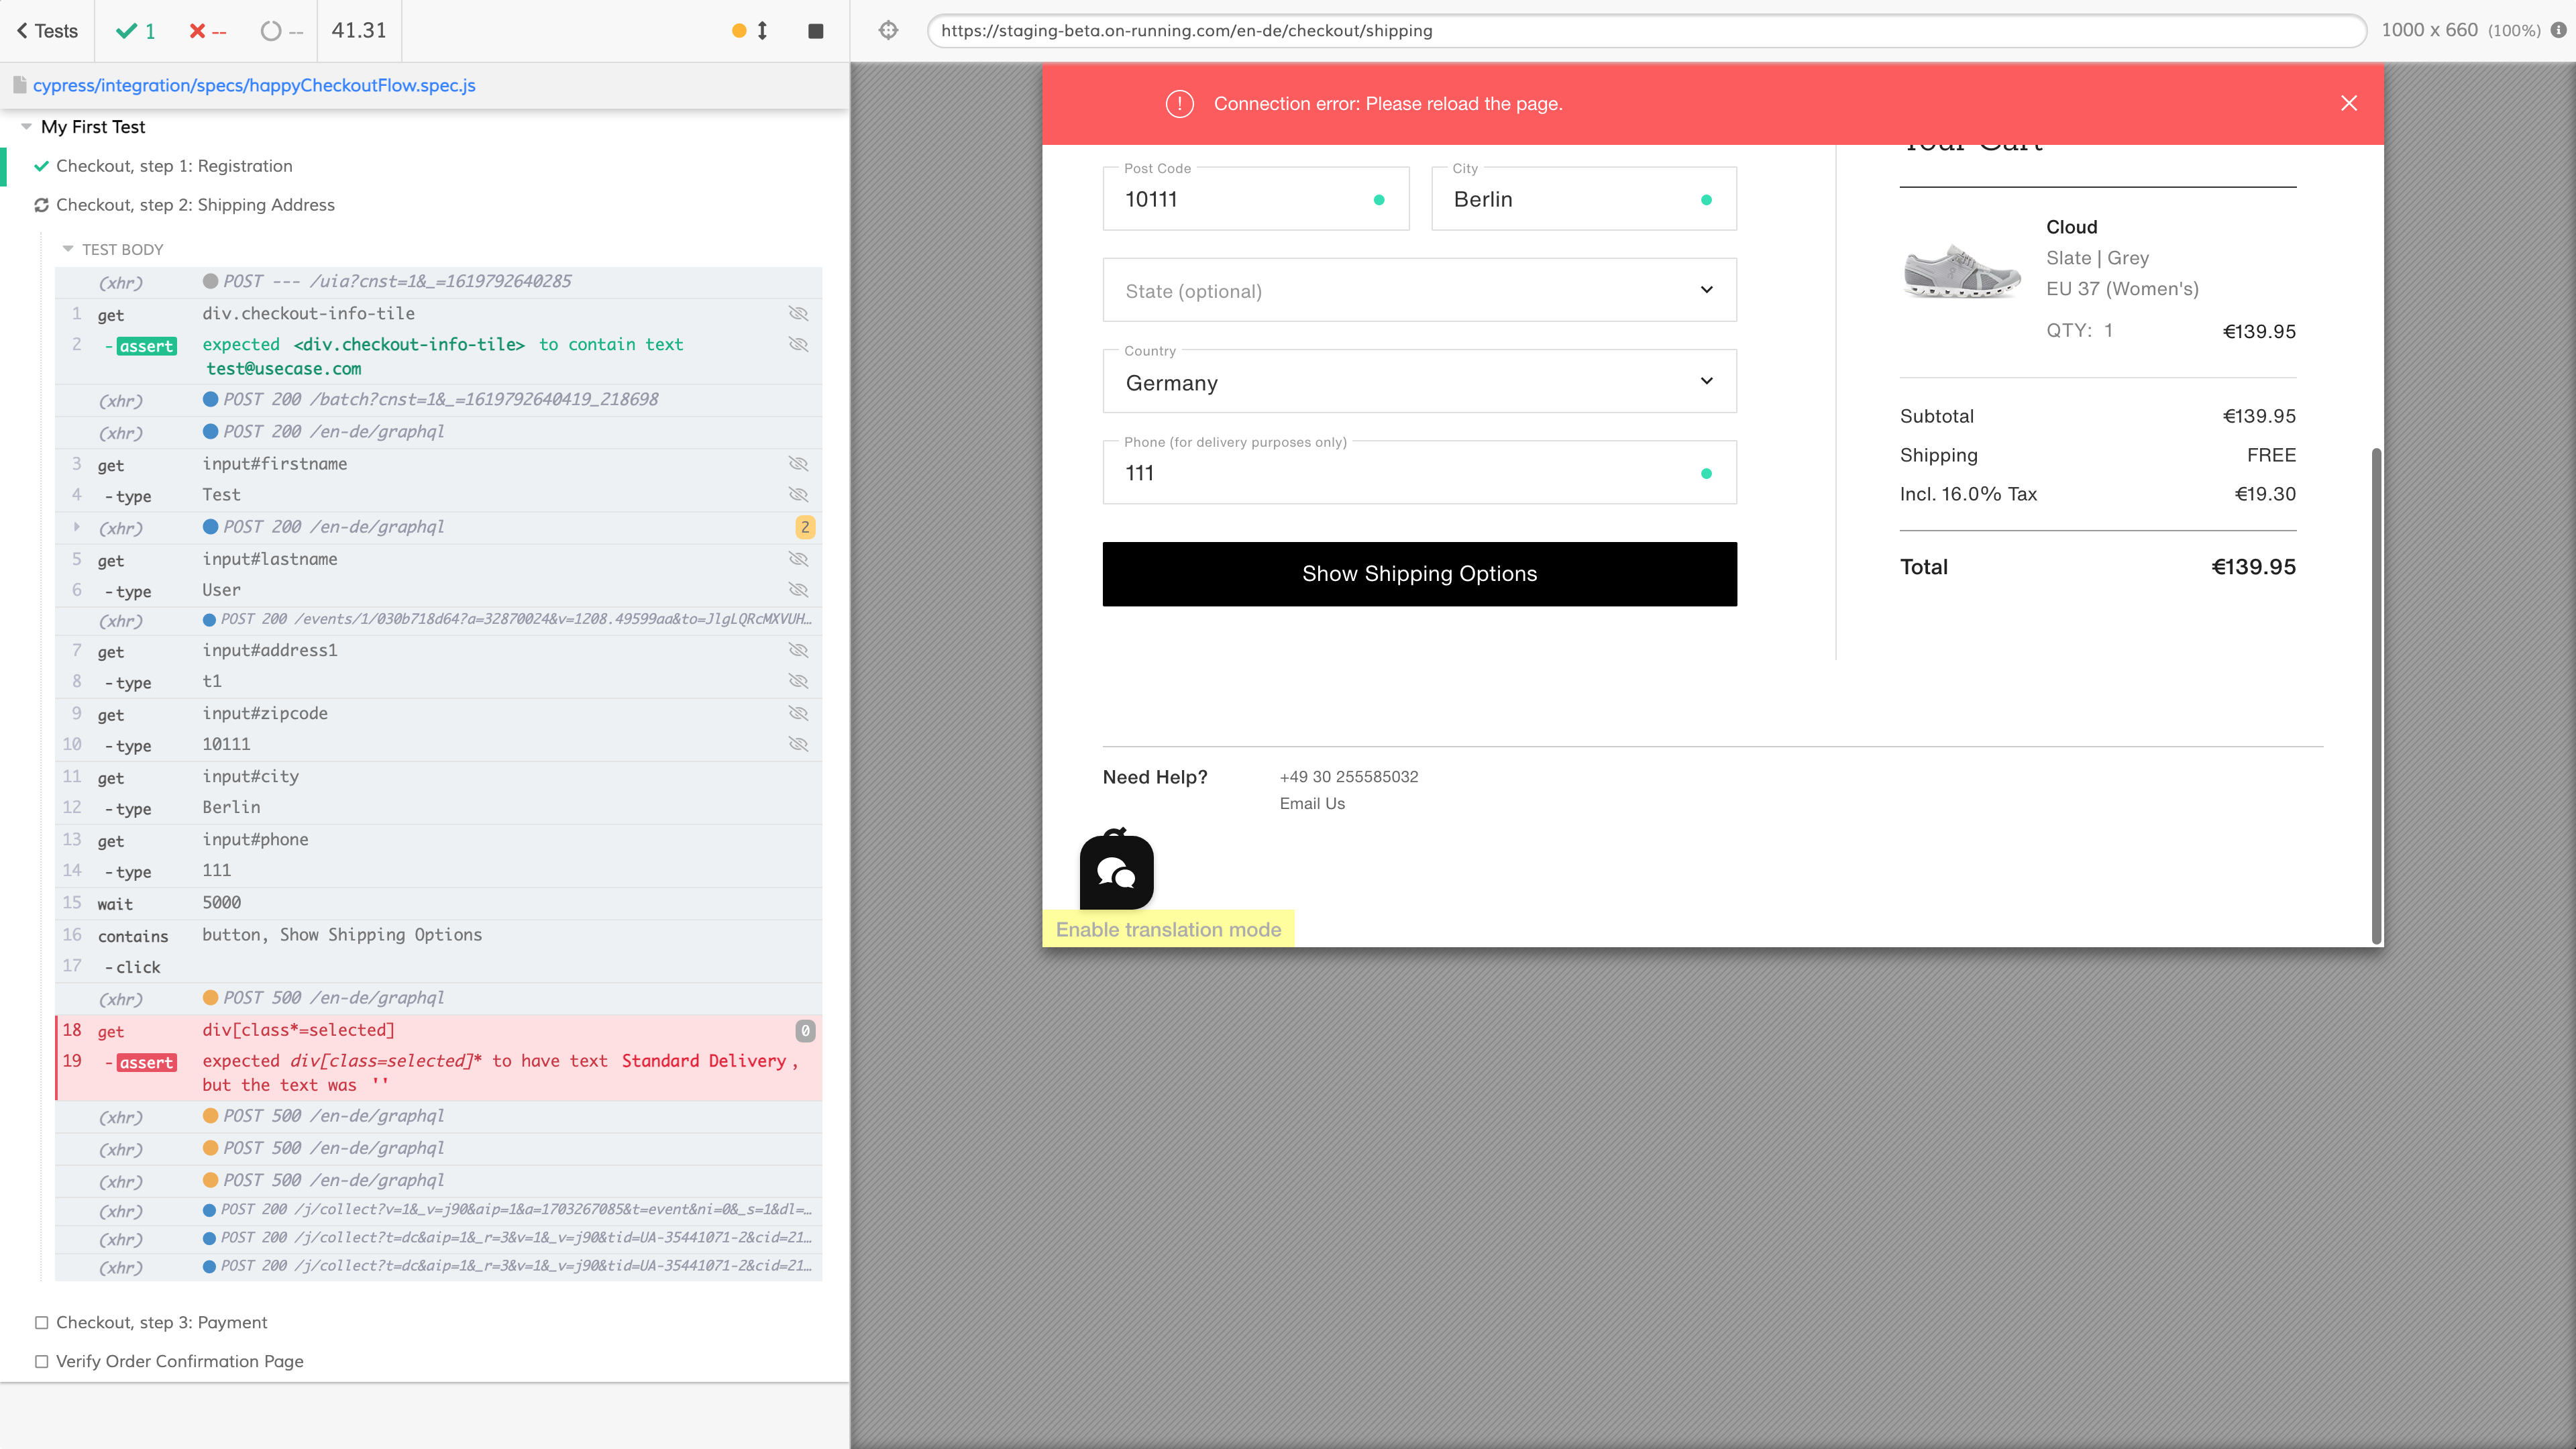 Tests
1
--
--
41.31
https://staging-beta.on-running.com/en-de/checkout/shipping
1000 x 660 (100%)
cypress/integration/specs/happyCheckoutFlow.spec.js
My First Test
Checkout, step 1: Registration
Checkout, step 2: Shipping Address
TEST BODY
(xhr) POST --- /uia?cnst=1&_=1619792640285
1 get div.checkout-info-tile
2 -assert expected <div.checkout-info-tile> to contain text
test@usecase.com
(xhr) POST 200 /batch?cnst=1&_=1619792640419_218698
(xhr) POST 200 /en-de/graphql
3 get input#firstname
4 -type Test
(xhr) POST 200 /en-de/graphql 2
5 get input#lastname
6 -type User
(xhr) POST 200 /events/1/030b718d64?a=32870024&v=1208.49599aa&to=JlgLQRcMXVUH…
7 get input#address1
8 -type t1
9 get input#zipcode
10 -type 10111
11 get input#city
12 -type Berlin
13 get input#phone
14 -type 111
15 wait 5000
16 contains button, Show Shipping Options
17 -click
(xhr) POST 500 /en-de/graphql
18 get div[class*=selected] 0
19 -assert expected div[class=selected]* to have text Standard Delivery,
but the text was ''
(xhr) POST 500 /en-de/graphql
(xhr) POST 500 /en-de/graphql
(xhr) POST 500 /en-de/graphql
(xhr) POST 200 /j/collect?v=1&_v=j90&aip=1&a=1703267085&t=event&ni=0&_s=1&dl=…
(xhr) POST 200 /j/collect?t=dc&aip=1&_r=3&v=1&_v=j90&tid=UA-35441071-2&cid=21…
(xhr) POST 200 /j/collect?t=dc&aip=1&_r=3&v=1&_v=j90&tid=UA-35441071-2&cid=21…
Checkout, step 3: Payment
Verify Order Confirmation Page
Connection error: Please reload the page.
Post Code
10111
City
Berlin
State (optional)
Country
Germany
Phone (for delivery purposes only)
111
Show Shipping Options
Your Cart
Cloud
Slate | Grey
EU 37 (Women's)
QTY: 1 €139.95
Subtotal €139.95
Shipping FREE
Incl. 16.0% Tax €19.30
Total €139.95
Need Help?
+49 30 255585032
Email Us
Enable translation mode